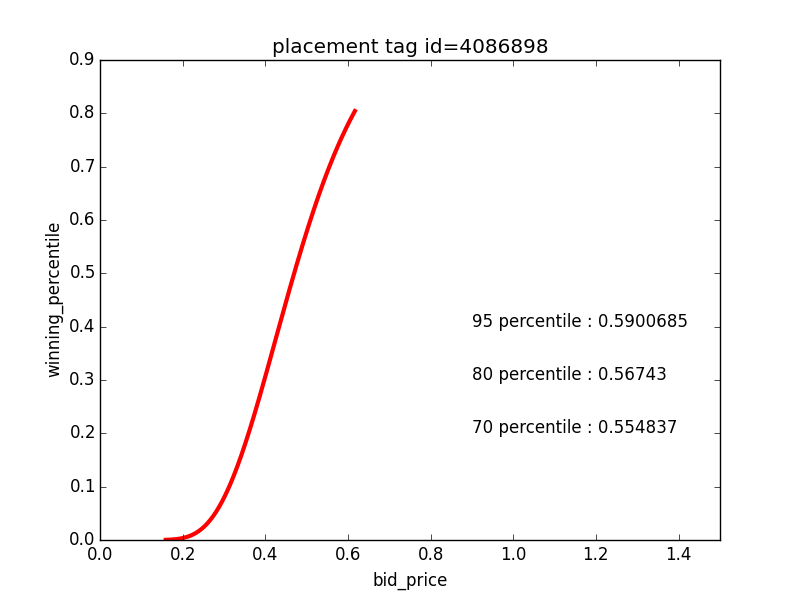 placement tag id=4086898
0.9
0.8
0.7
0.6
0.5
0.4
0.3
0.2
0.1
0.0
winning_percentile
95 percentile : 0.5900685
80 percentile : 0.56743
70 percentile : 0.554837
0.0 0.2 0.4 0.6 0.8 1.0 1.2 1.4
bid_price